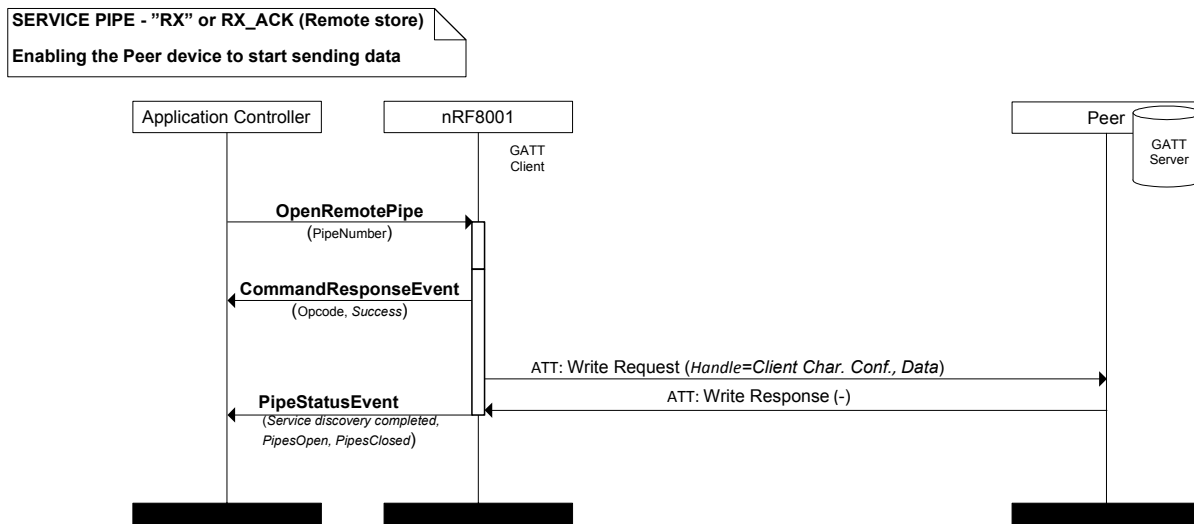 SERVICE PIPE - ”RX” or RX_ACK (Remote store)
Enabling the Peer device to start sending data
Application Controller
nRF8001
Peer
GATT
Client
GATT
Server
OpenRemotePipe
(PipeNumber)
CommandResponseEvent
(Opcode, Success)
ATT: Write Request (Handle=Client Char. Conf., Data)
ATT: Write Response (-)
PipeStatusEvent
(Service discovery completed,
PipesOpen, PipesClosed)